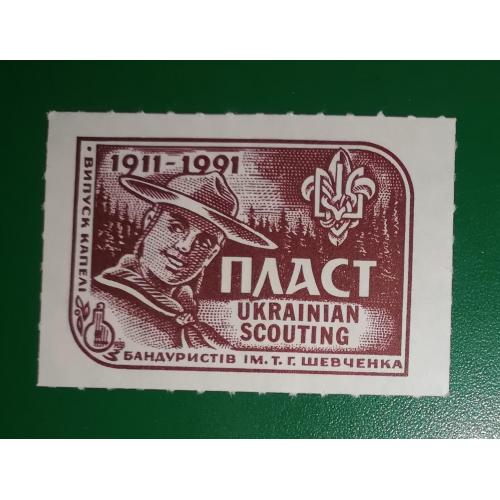 1911-1991
ПЛАСТ
UKRAINIAN
SCOUTING
• ВИПУСК КАПЕЛІ
БАНДУРИСТІВ ІМ. Т. Г. ШЕВЧЕНКА